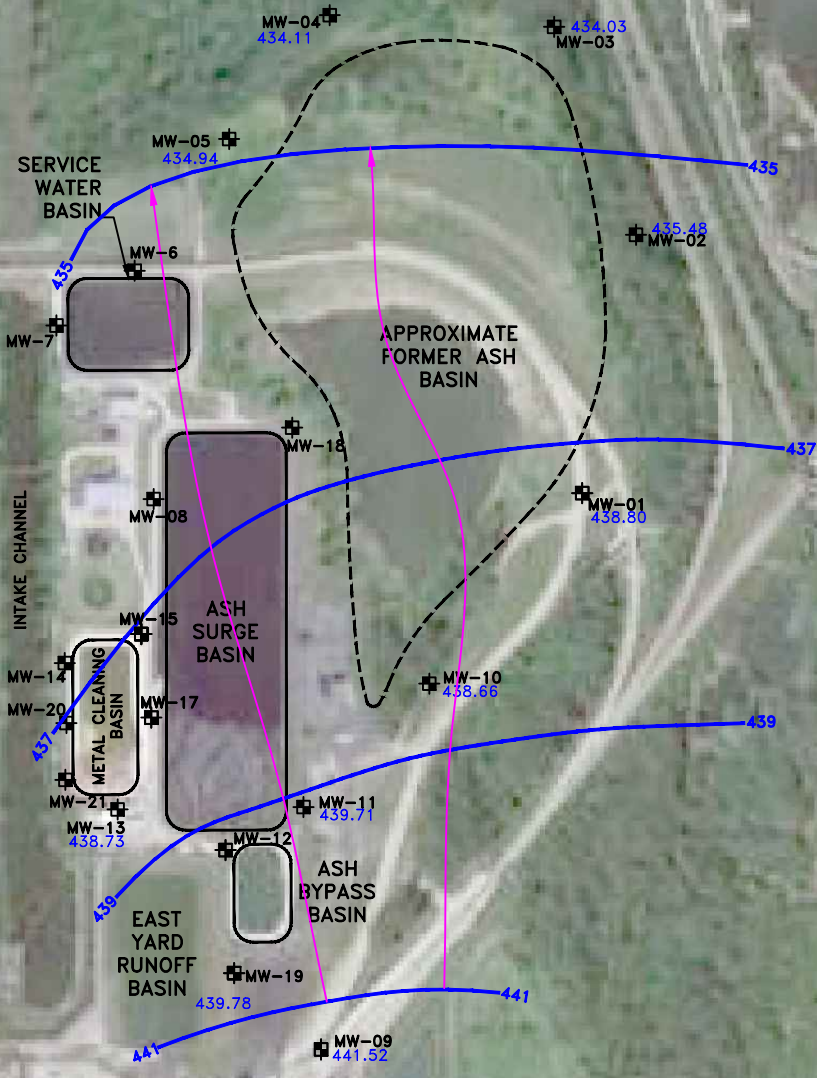 MW-04
434.11
434.03
MW-03
MW-05
434.94
SERVICE
WATER
BASIN
435
435.48
MW-02
MW-6
435
MW-7
APPROXIMATE
FORMER ASH
BASIN
MW-18
437
MW-08
MW-01
438.80
INTAKE CHANNEL
MW-15
ASH
SURGE
BASIN
MW-14
METAL CLEANING
BASIN
MW-10
438.66
MW-17
MW-20
437
439
MW-21
MW-11
439.71
MW-13
438.73
MW-12
ASH
BYPASS
BASIN
439
EAST
YARD
RUNOFF
BASIN
MW-19
439.78
441
441
MW-09
441.52